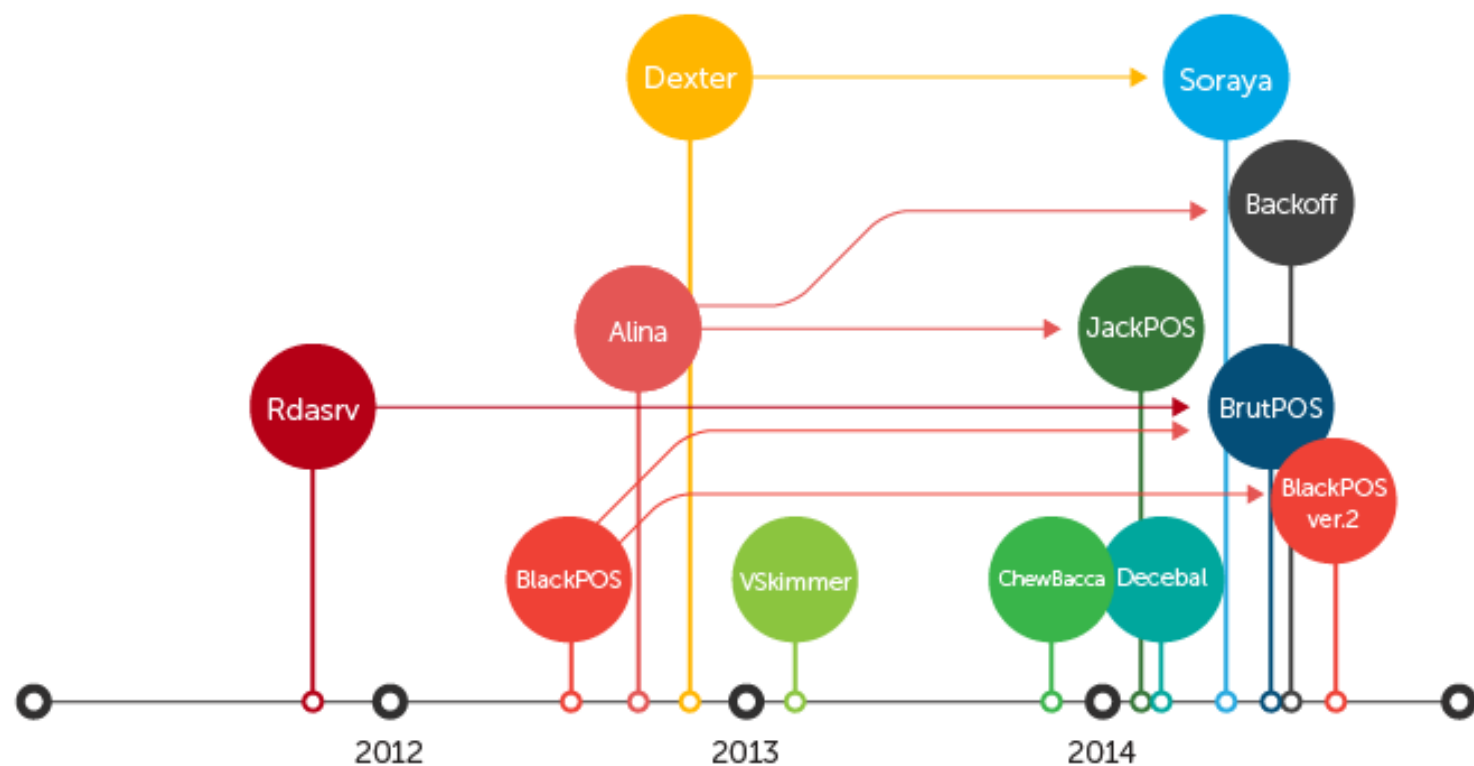 Dexter
Soraya
Backoff
Alina
JackPOS
Rdasrv
BrutPOS
BlackPOS
ver.2
BlackPOS
VSkimmer
ChewBacca
Decebal
2012
2013
2014